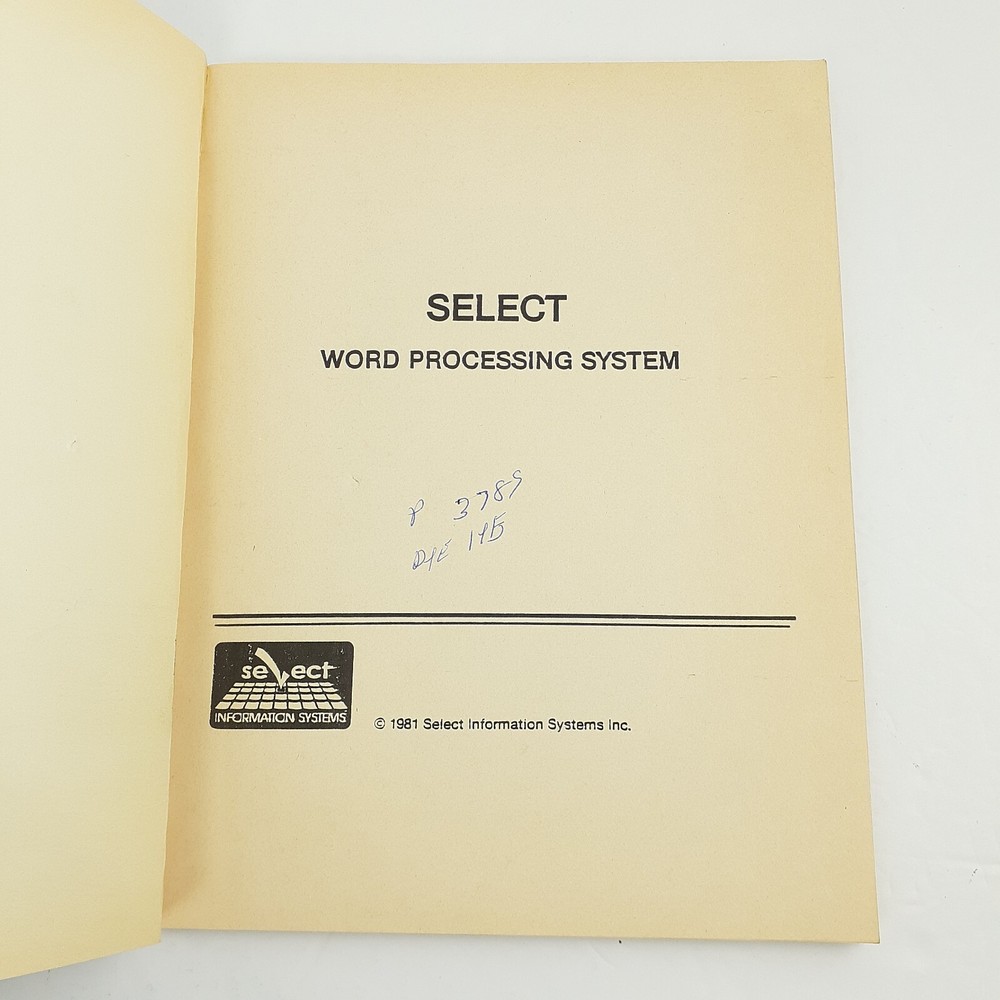 SELECT
WORD PROCESSING SYSTEM
P 3789
select
INFORMATION SYSTEMS
© 1981 Select Information Systems Inc.